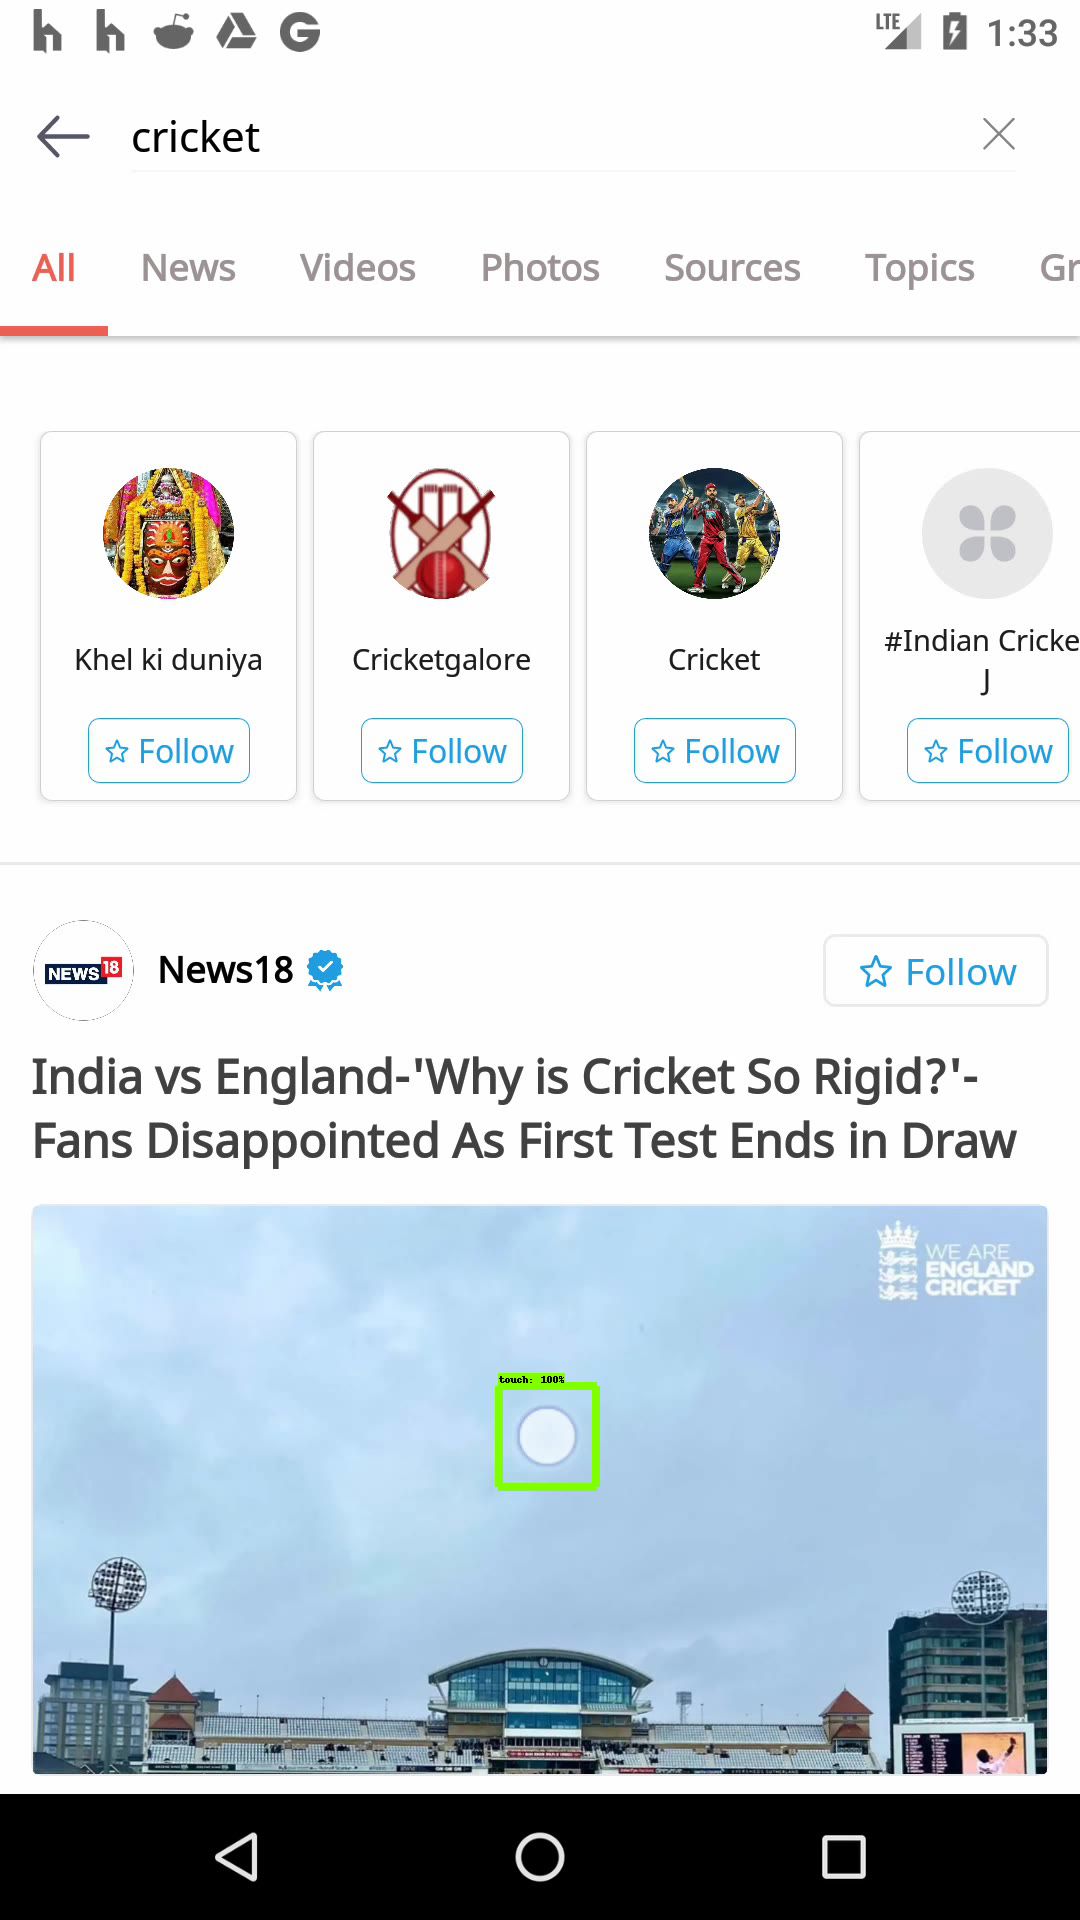 LTE 1:33
cricket
All News Videos Photos Sources Topics Gr
Khel ki duniya
Follow
Cricketgalore
Follow
Cricket
Follow
#Indian Cricke
J
Follow
NEWS18
News18
Follow
India vs England-'Why is Cricket So Rigid?'-
Fans Disappointed As First Test Ends in Draw
WE ARE
ENGLAND
CRICKET
touch: 100%